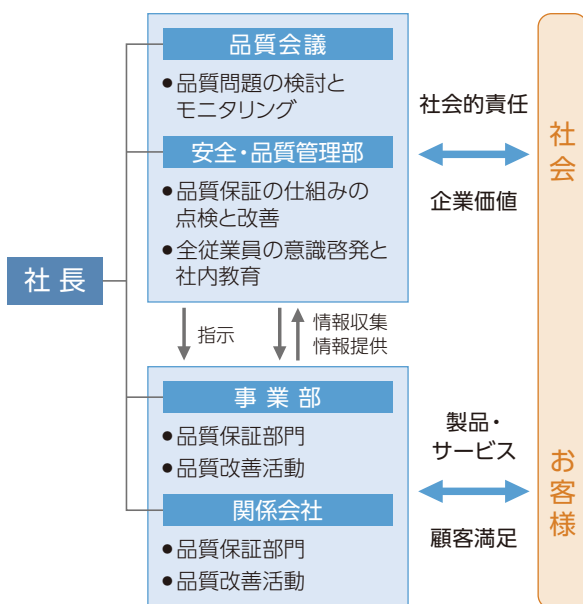 品質会議
●品質問題の検討と
モニタリング
安全・品質管理部
●品質保証の仕組みの
点検と改善
●全従業員の意識啓発と
社内教育
社長
指示
情報収集
情報提供
事業部
●品質保証部門
●品質改善活動
関係会社
●品質保証部門
●品質改善活動
社会的責任
企業価値
製品・
サービス
顧客満足
社会
お客様